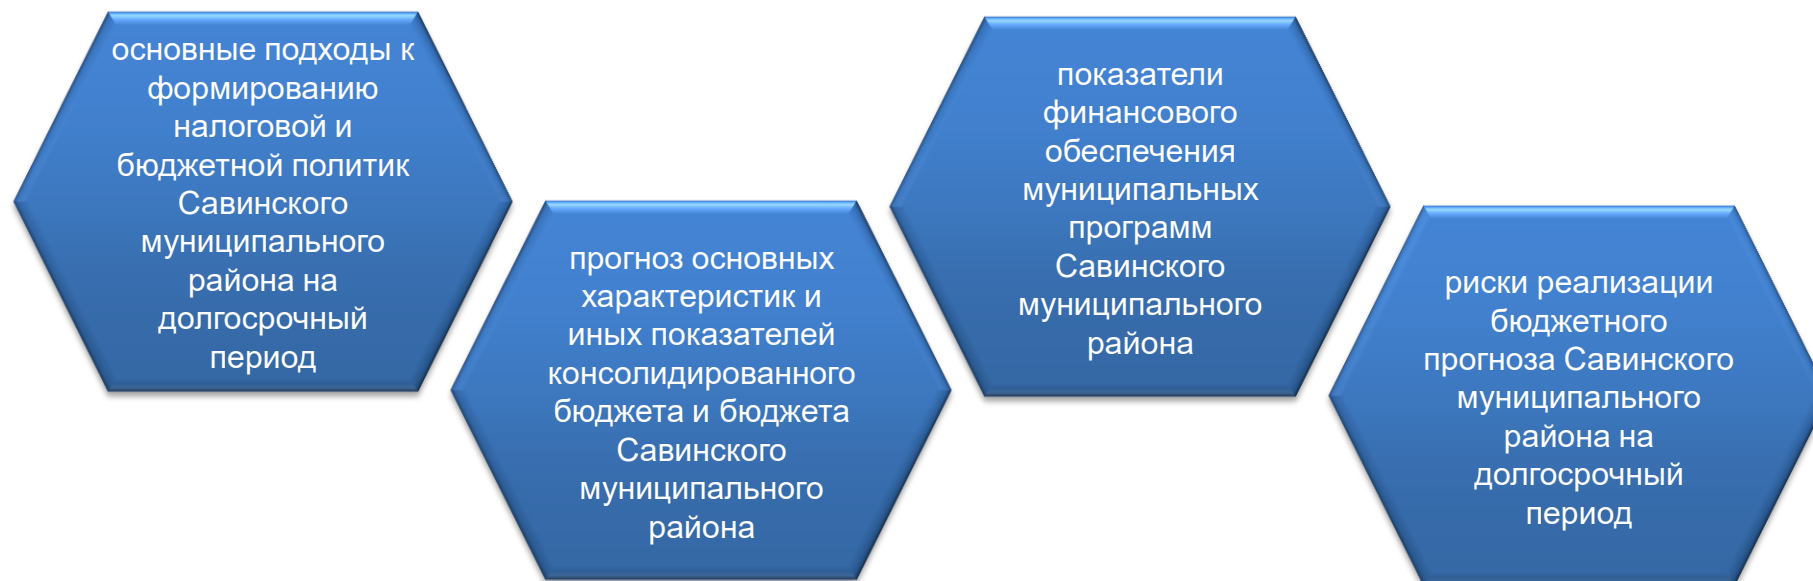 основные подходы к
формированию
налоговой и
бюджетной политик
Савинского
муниципального
района на
долгосрочный
период
прогноз основных
характеристик и
иных показателей
консолидированного
бюджета и бюджета
Савинского
муниципального
района
показатели
финансового
обеспечения
муниципальных
программ
Савинского
муниципального
района
риски реализации
бюджетного
прогноза Савинского
муниципального
района на
долгосрочный
период